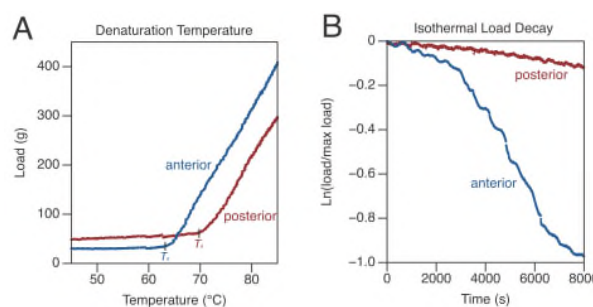 A
Denaturation Temperature
400
300
200
100
0
Load (g)
anterior
posterior
50
60
70
80
Temperature (°C)
B
Isothermal Load Decay
0
−0.2
−0.4
−0.6
−0.8
−1.0
Ln(load/max load)
posterior
anterior
0
2000
4000
6000
8000
Time (s)